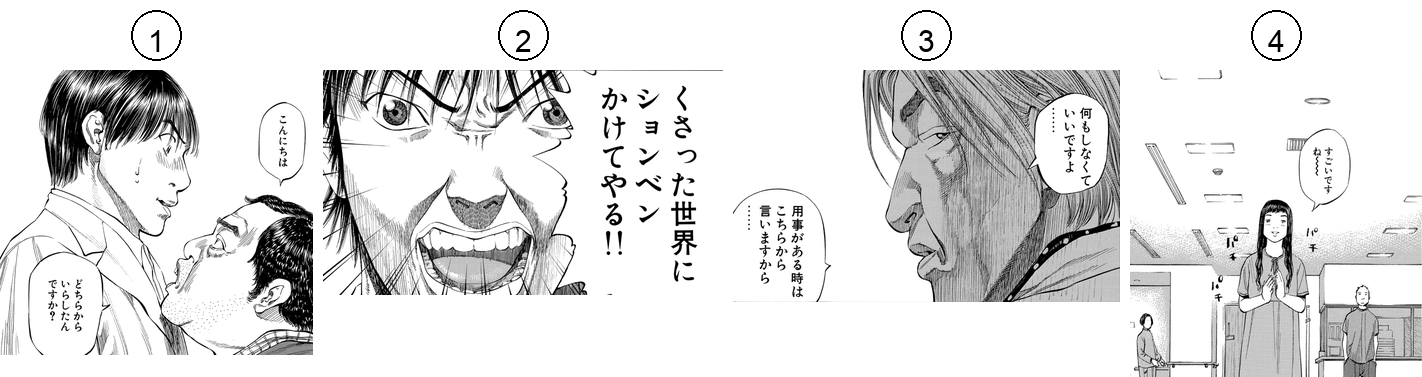 1
2
3
4
こんにちは
どちらから
いらしたん
ですか?
くさった世界に
ションベン
かけてやる!!
何もしなくて
いいですよ
……
用事がある時は
こちらから
言いますから
……
すごいです
ね~~~
パチ
パチ
パチ